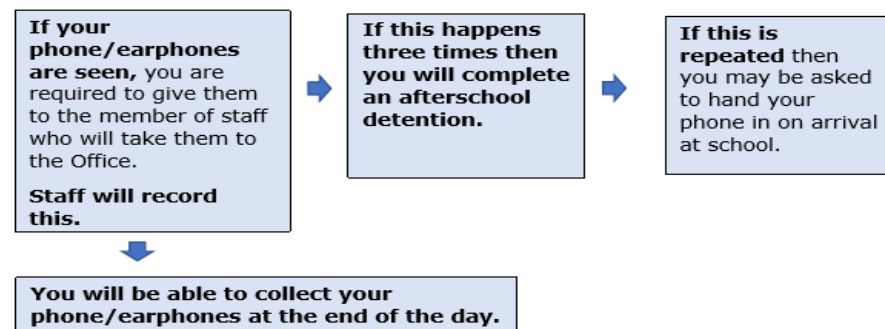 If your
phone/earphones
are seen, you are
required to give them
to the member of staff
who will take them to
the Office.
Staff will record
this.
If this happens
three times then
you will complete
an afterschool
detention.
If this is
repeated then
you may be asked
to hand your
phone in on arrival
at school.
You will be able to collect your
phone/earphones at the end of the day.